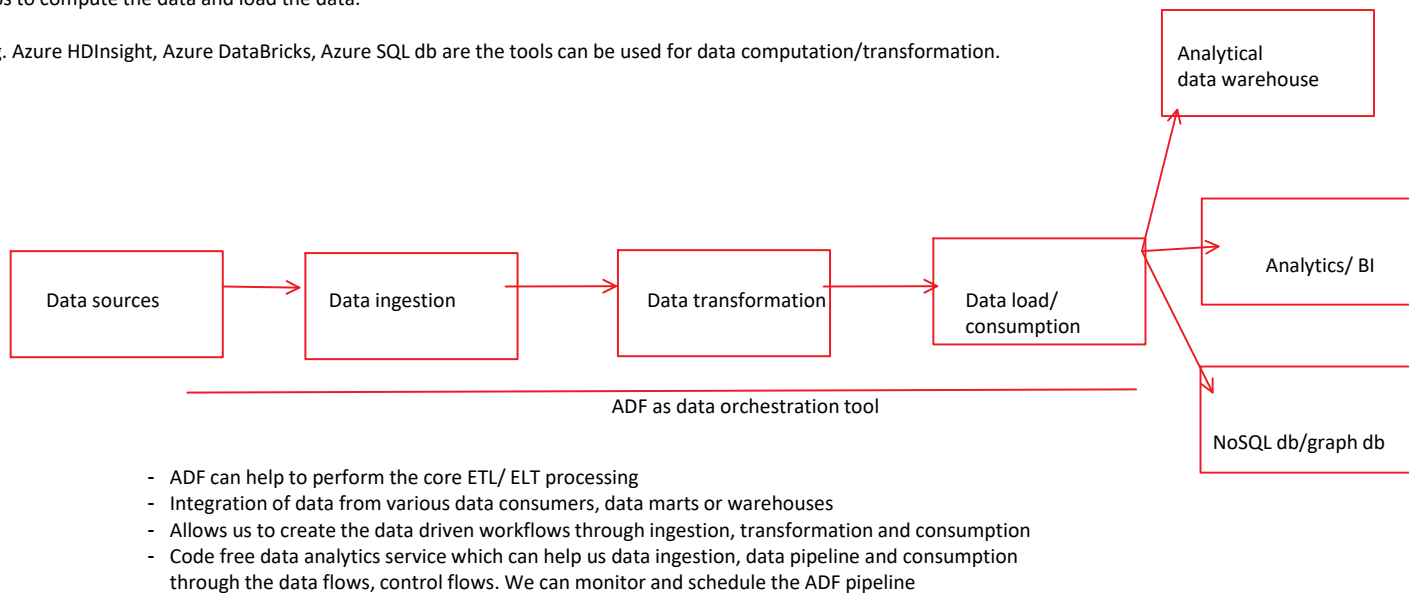 to compute the data and load the data.
. Azure HDInsight, Azure DataBricks, Azure SQL db are the tools can be used for data computation/transformation.
Analytical
data warehouse
Data sources
Data ingestion
Data transformation
Data load/
consumption
Analytics/ BI
ADF as data orchestration tool
NoSQL db/graph db
- ADF can help to perform the core ETL/ ELT processing
- Integration of data from various data consumers, data marts or warehouses
- Allows us to create the data driven workflows through ingestion, transformation and consumption
- Code free data analytics service which can help us data ingestion, data pipeline and consumption
through the data flows, control flows. We can monitor and schedule the ADF pipeline